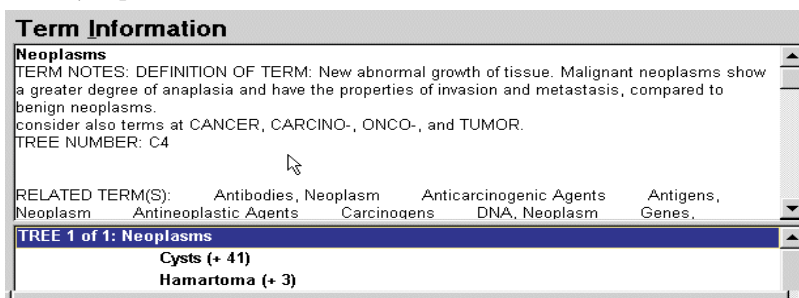 Term Information
Neoplasms
TERM NOTES: DEFINITION OF TERM: New abnormal growth of tissue. Malignant neoplasms show
a greater degree of anaplasia and have the properties of invasion and metastasis, compared to
benign neoplasms.
consider also terms at CANCER, CARCINO-, ONCO-, and TUMOR.
TREE NUMBER: C4
RELATED TERM(S): Antibodies, Neoplasm Anticarcinogenic Agents Antigens,
Neoplasm Antineoplastic Agents Carcinogens DNA, Neoplasm Genes,
TREE 1 of 1: Neoplasms
Cysts (+ 41)
Hamartoma (+ 3)